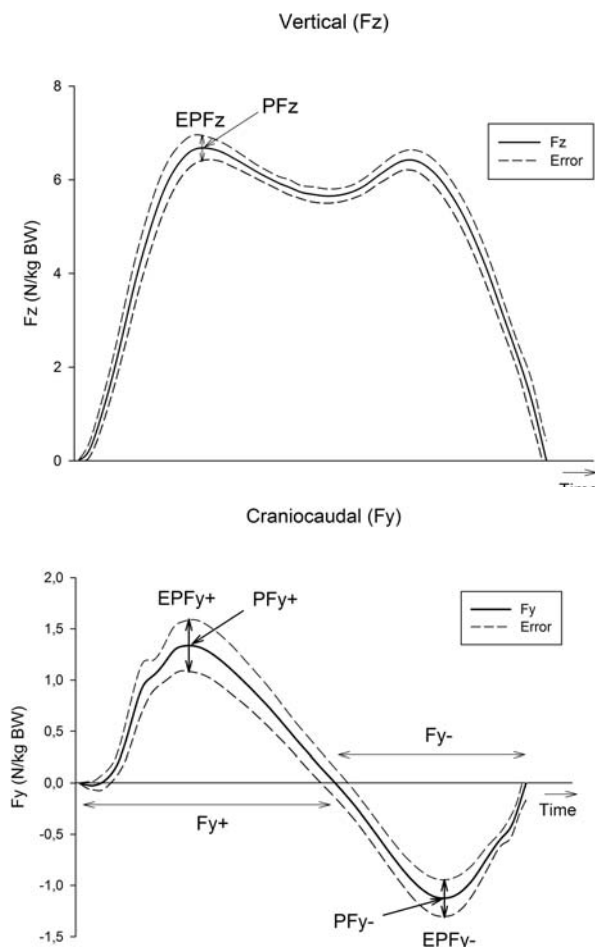 Vertical (Fz)
8
EPFz
PFz
Fz
Error
6
4
2
0
Fz (N/kg BW)
Time
Craniocaudal (Fy)
2,0
EPFy+
PFy+
Fy
Error
1,5
1,0
0,5
Fy-
0,0
Time
Fy+
-0,5
-1,0
PFy-
EPFy-
-1,5
Fy (N/kg BW)